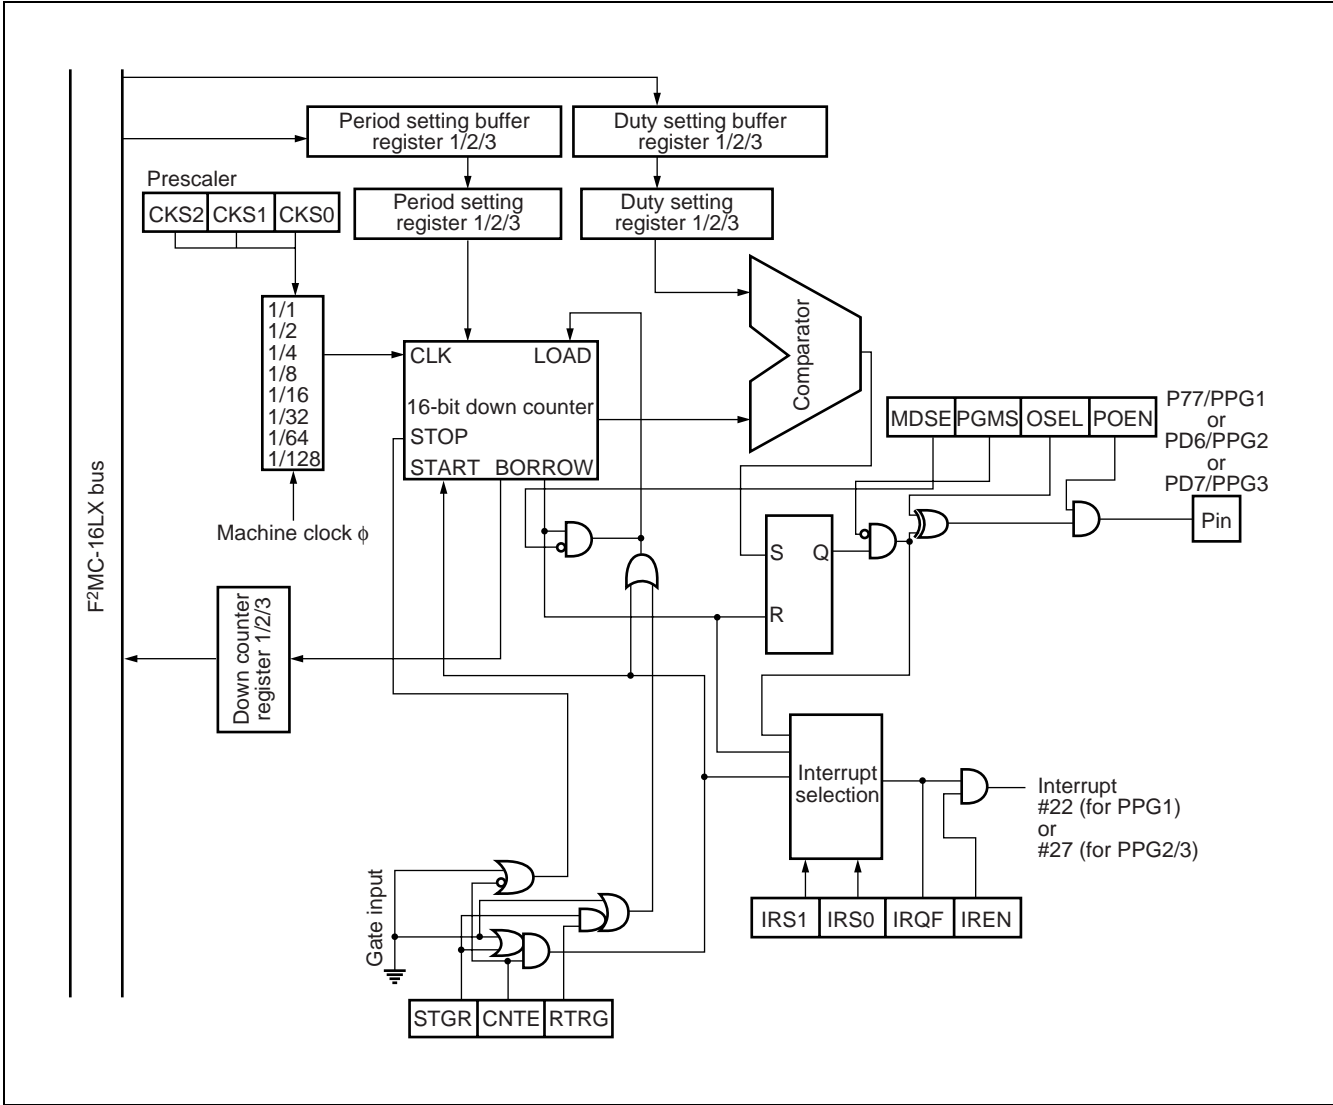 Period setting buffer
register 1/2/3
Duty setting buffer
register 1/2/3
Prescaler
CKS2 CKS1 CKS0
Period setting
register 1/2/3
Duty setting
register 1/2/3
1/1
1/2
1/4
1/8
1/16
1/32
1/64
1/128
CLK LOAD
16-bit down counter
STOP
START BORROW
Comparator
MDSE PGMS OSEL POEN
P77/PPG1
or
PD6/PPG2
or
PD7/PPG3
Pin
Machine clock ϕ
F²MC-16LX bus
S Q
R
Down counter
register 1/2/3
Interrupt
selection
Interrupt
#22 (for PPG1)
or
#27 (for PPG2/3)
IRS1 IRS0 IRQF IREN
Gate input
STGR CNTE RTRG